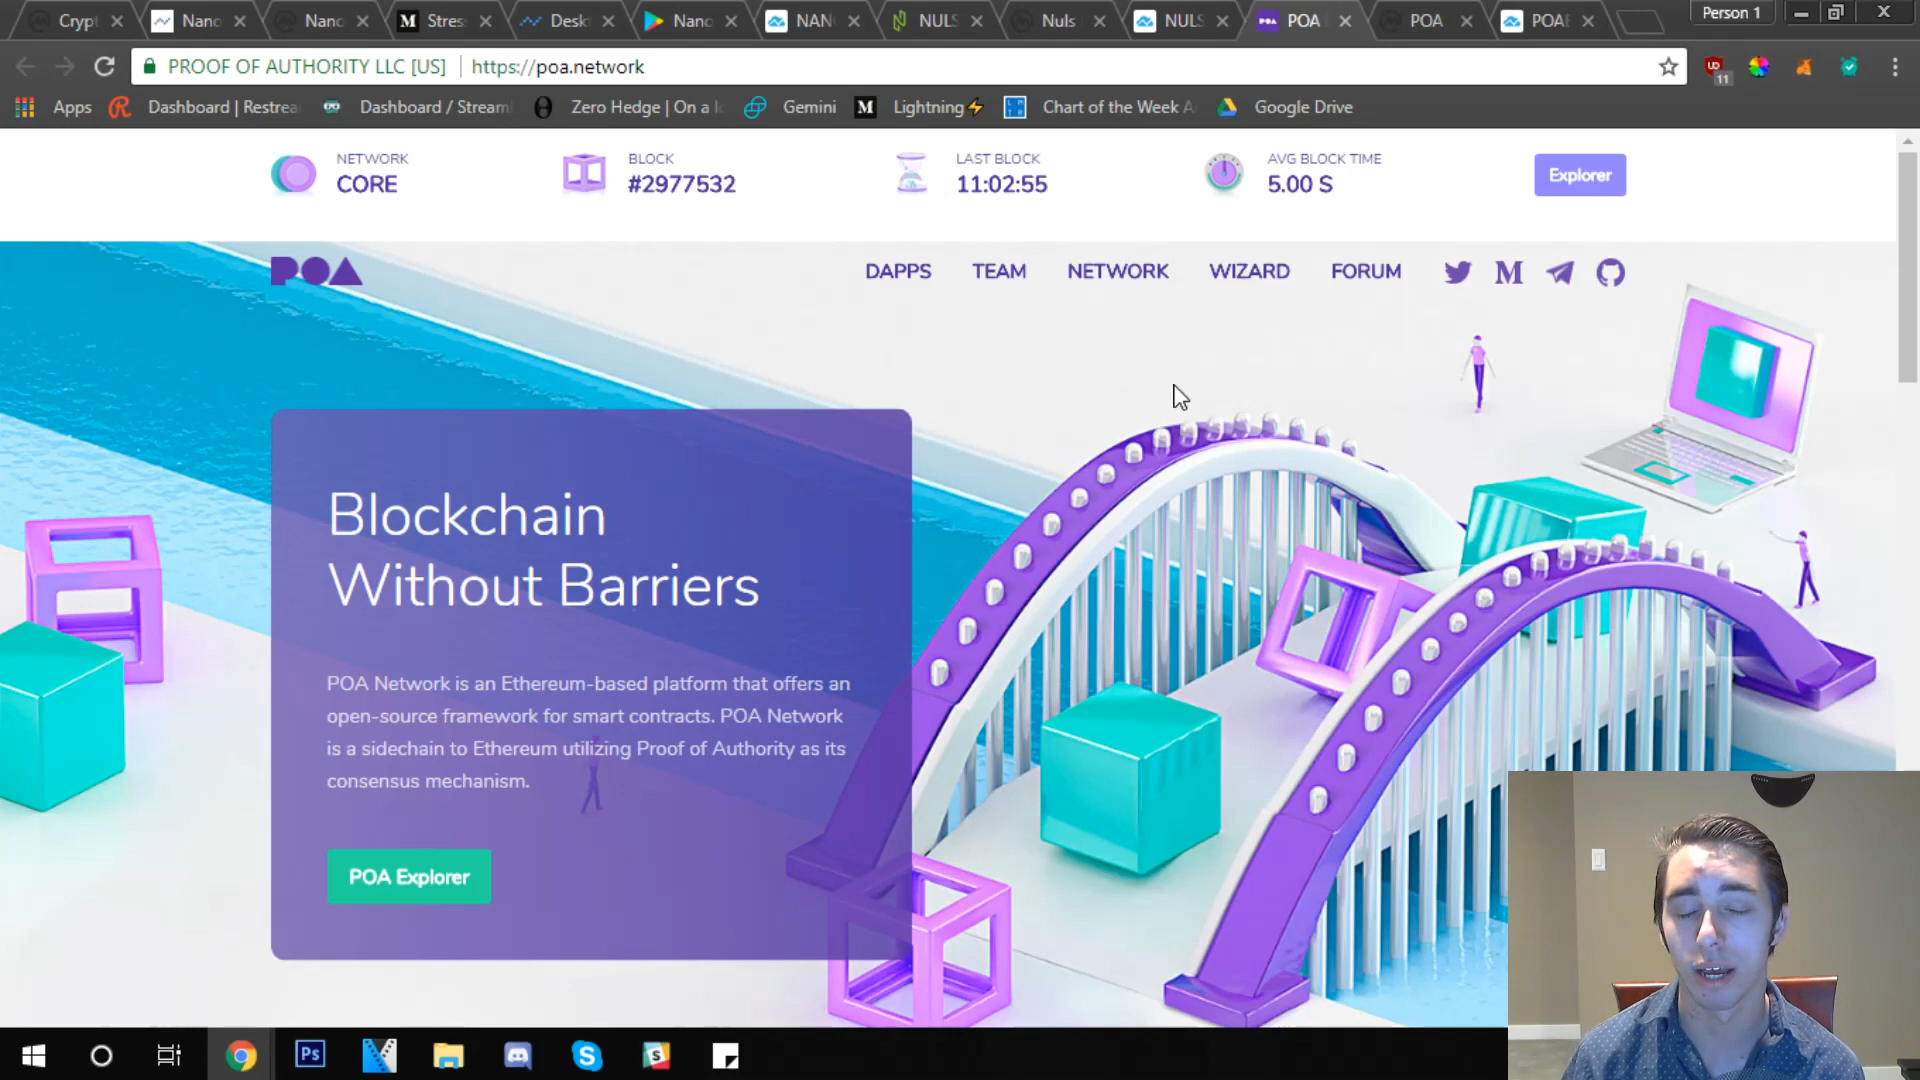 Crypt
Nano
Nano
Stres
Desk
Nano
NAN
NULS
Nuls
NULS
POA
POA
POA
Person 1
PROOF OF AUTHORITY LLC [US]
https://poa.network
11
Apps
Dashboard | Restrea
Dashboard / Stream
Zero Hedge | On a lo
Gemini
Lightning⚡
Chart of the Week A
Google Drive
NETWORK
CORE
BLOCK
#2977532
LAST BLOCK
11:02:55
AVG BLOCK TIME
5.00 S
Explorer
POA
DAPPS
TEAM
NETWORK
WIZARD
FORUM
Blockchain
Without Barriers
POA Network is an Ethereum-based platform that offers an
open-source framework for smart contracts. POA Network
is a sidechain to Ethereum utilizing Proof of Authority as its
consensus mechanism.
POA Explorer
Ps